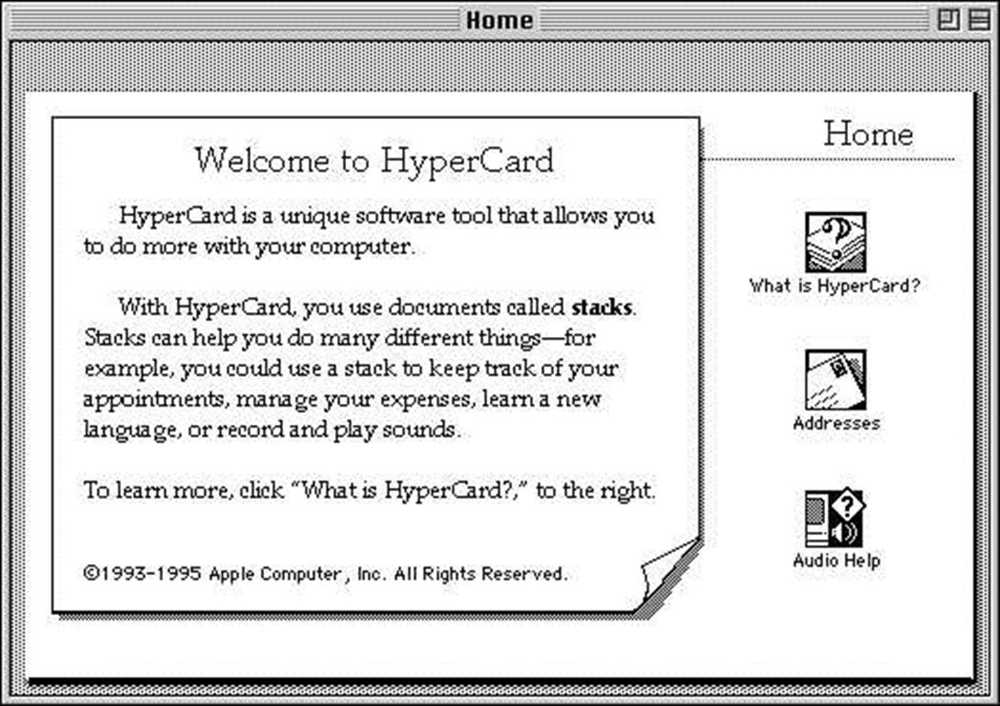 Home
Welcome to HyperCard
HyperCard is a unique software tool that allows you
to do more with your computer.
With HyperCard, you use documents called stacks.
Stacks can help you do many different things—for
example, you could use a stack to keep track of your
appointments, manage your expenses, learn a new
language, or record and play sounds.
To learn more, click “What is HyperCard?,” to the right.
©1993-1995 Apple Computer, Inc. All Rights Reserved.
Home
What is HyperCard?
Addresses
Audio Help